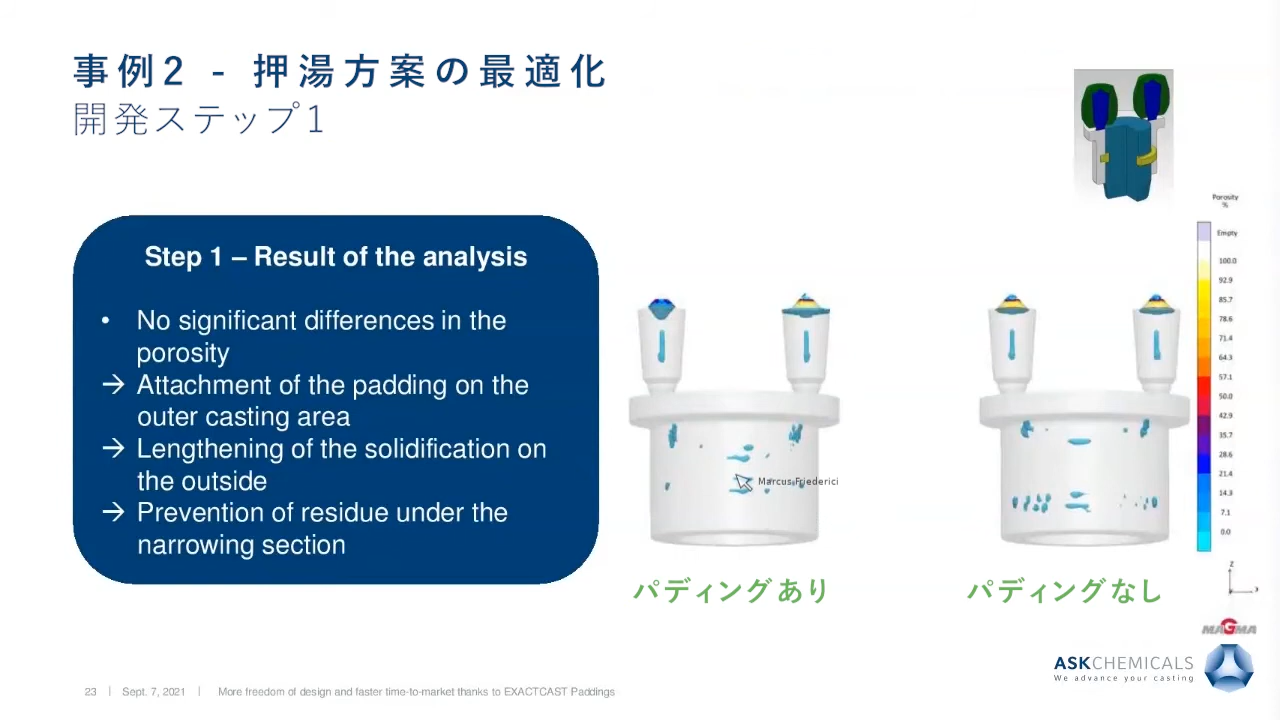 事例2 - 押湯方案の最適化
開発ステップ1
Step 1 – Result of the analysis
• No significant differences in the
porosity
→ Attachment of the padding on the
outer casting area
→ Lengthening of the solidification on
the outside
→ Prevention of residue under the
narrowing section
Marcus Friederici
パディングあり
パディングなし
Porosity
%
Empty
100.0
92.9
85.7
78.6
71.4
64.3
57.1
50.0
42.9
35.7
28.6
21.4
14.3
7.1
0.0
Z
x
MAGMA
ASKCHEMICALS
We advance your casting
23 | Sept. 7, 2021 | More freedom of design and faster time-to-market thanks to EXACTCAST Paddings